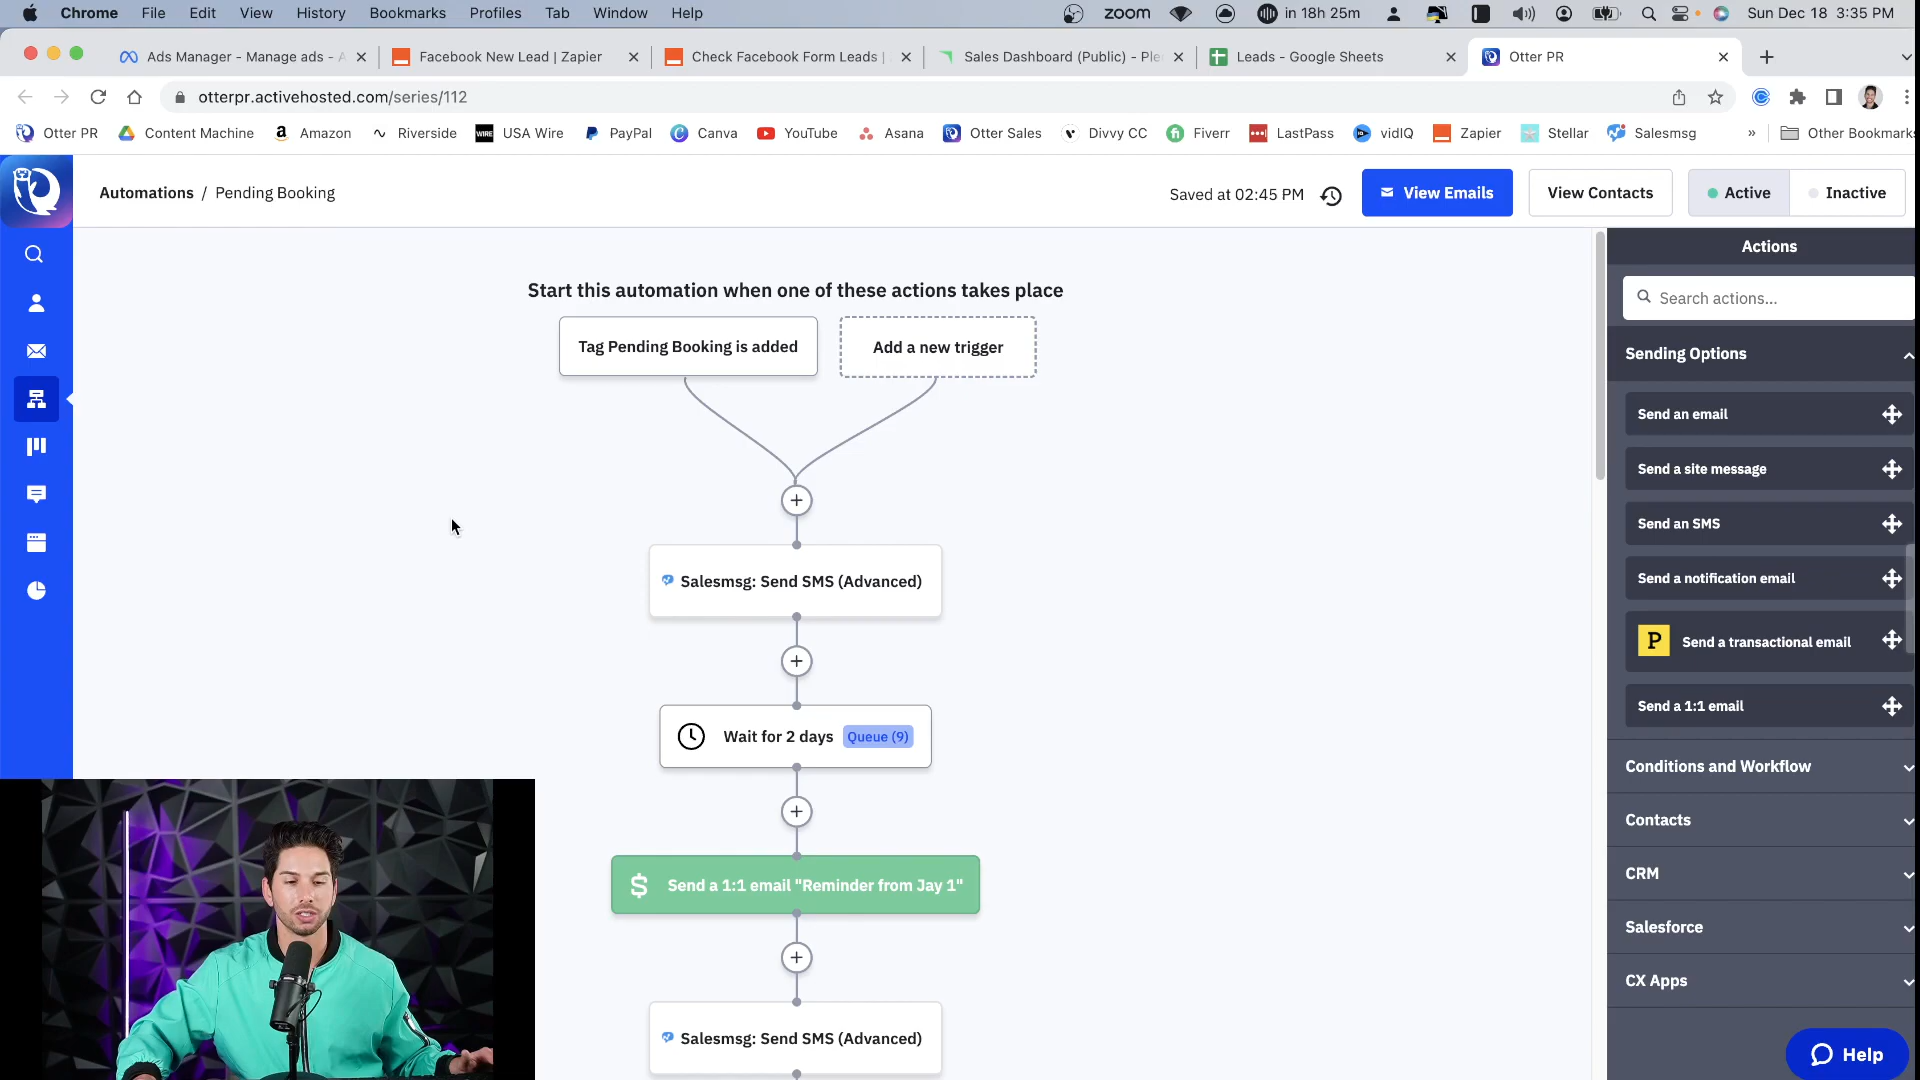 Chrome File Edit View History Bookmarks Profiles Tab Window Help zoom in 18h 25m Sun Dec 18 3:35 PM
Ads Manager - Manage ads - A Facebook New Lead | Zapier Check Facebook Form Leads | Sales Dashboard (Public) - Ple Leads - Google Sheets Otter PR
otterpr.activehosted.com/series/112
Otter PR Content Machine Amazon Riverside WIRE USA Wire PayPal Canva YouTube Asana Otter Sales Divvy CC Fiverr LastPass vidIQ Zapier Stellar Salesmsg » Other Bookmarks
Automations / Pending Booking
Saved at 02:45 PM
View Emails
View Contacts
Active
Inactive
Start this automation when one of these actions takes place
Tag Pending Booking is added
Add a new trigger
Salesmsg: Send SMS (Advanced)
Wait for 2 days Queue (9)
$ Send a 1:1 email "Reminder from Jay 1"
Salesmsg: Send SMS (Advanced)
Actions
Search actions...
Sending Options
Send an email
Send a site message
Send an SMS
Send a notification email
P Send a transactional email
Send a 1:1 email
Conditions and Workflow
Contacts
CRM
Salesforce
CX Apps
Help